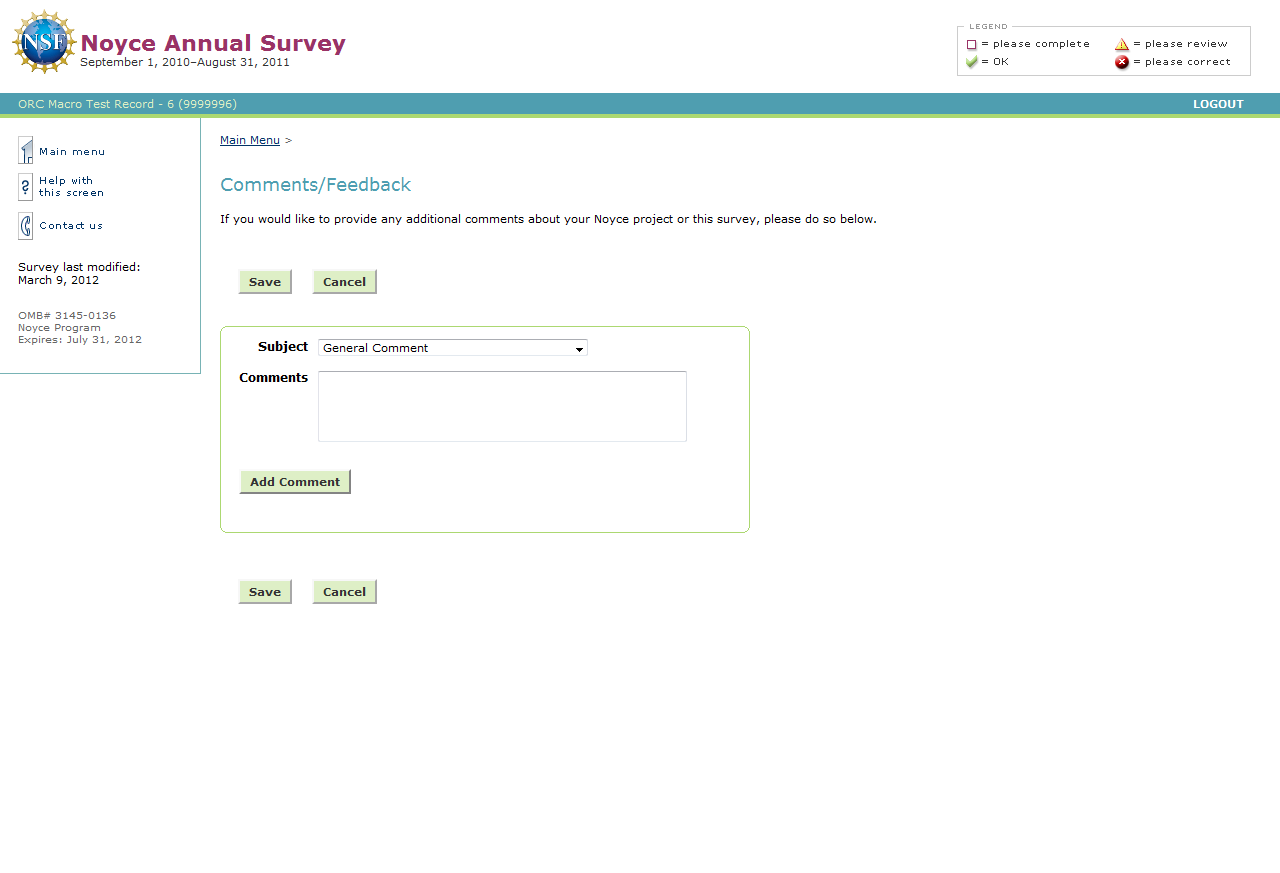 NSF
Noyce Annual Survey
September 1, 2010–August 31, 2011
LEGEND
= please complete
= please review
= OK
= please correct
ORC Macro Test Record - 6 (9999996)
LOGOUT
Main menu
Help with
this screen
Contact us
Survey last modified:
March 9, 2012
OMB# 3145-0136
Noyce Program
Expires: July 31, 2012
Main Menu >
Comments/Feedback
If you would like to provide any additional comments about your Noyce project or this survey, please do so below.
Save Cancel
Subject General Comment
Comments
Add Comment
Save Cancel